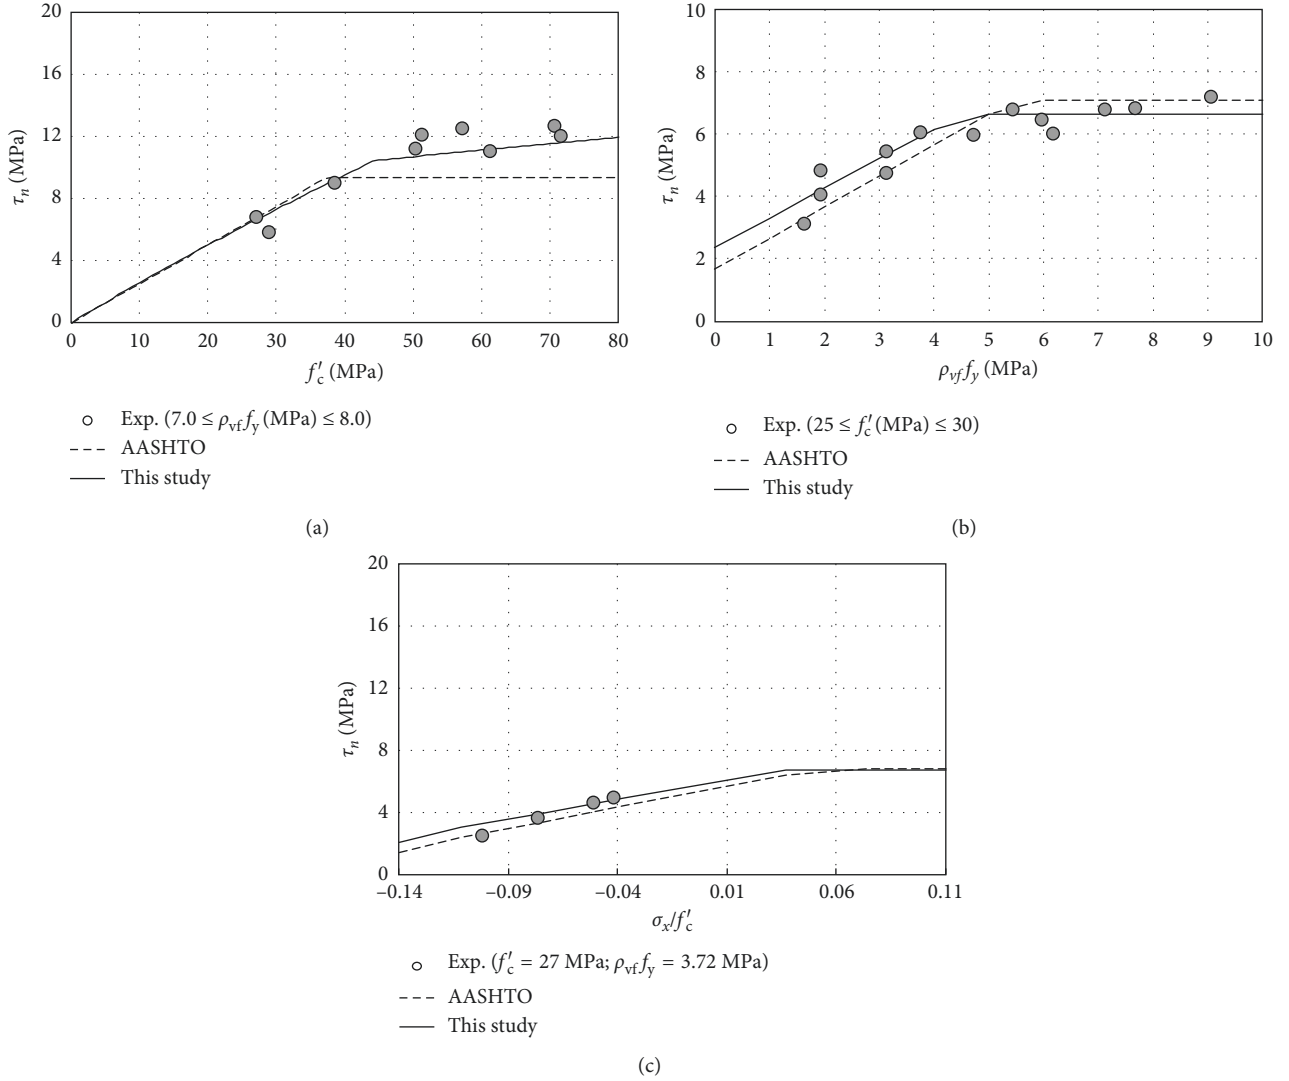 20
16
12
8
4
0
τn (MPa)
0 10 20 30 40 50 60 70 80
f′c (MPa)
Exp. (7.0 ≤ ρvf fy (MPa) ≤ 8.0)
AASHTO
This study
(a)
10
8
6
4
2
0
τn (MPa)
0 1 2 3 4 5 6 7 8 9 10
ρvf fy (MPa)
Exp. (25 ≤ f′c (MPa) ≤ 30)
AASHTO
This study
(b)
20
16
12
8
4
0
τn (MPa)
–0.14 –0.09 –0.04 0.01 0.06 0.11
σx/f′c
Exp. (f′c = 27 MPa; ρvf fy = 3.72 MPa)
AASHTO
This study
(c)